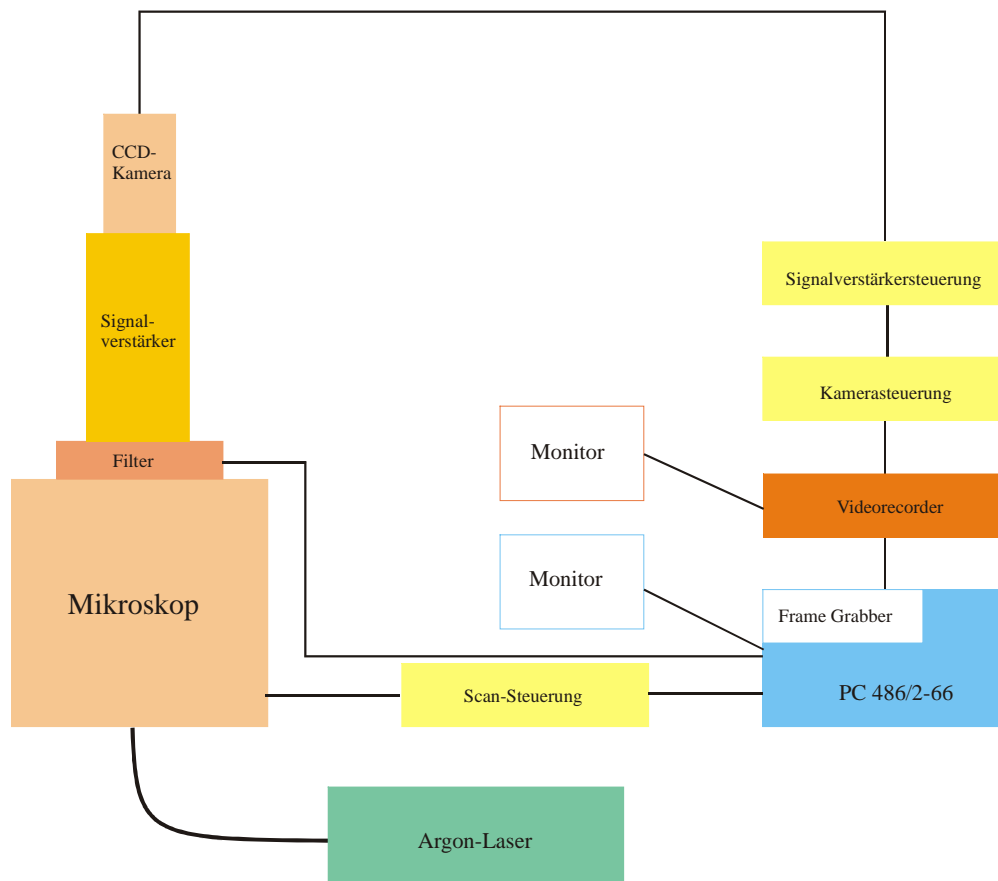 CCD-
Kamera
Signalverstärkersteuerung
Signal-
verstärker
Kamerasteuerung
Monitor
Filter
Videorecorder
Monitor
Mikroskop
Frame Grabber
Scan-Steuerung
PC 486/2-66
Argon-Laser